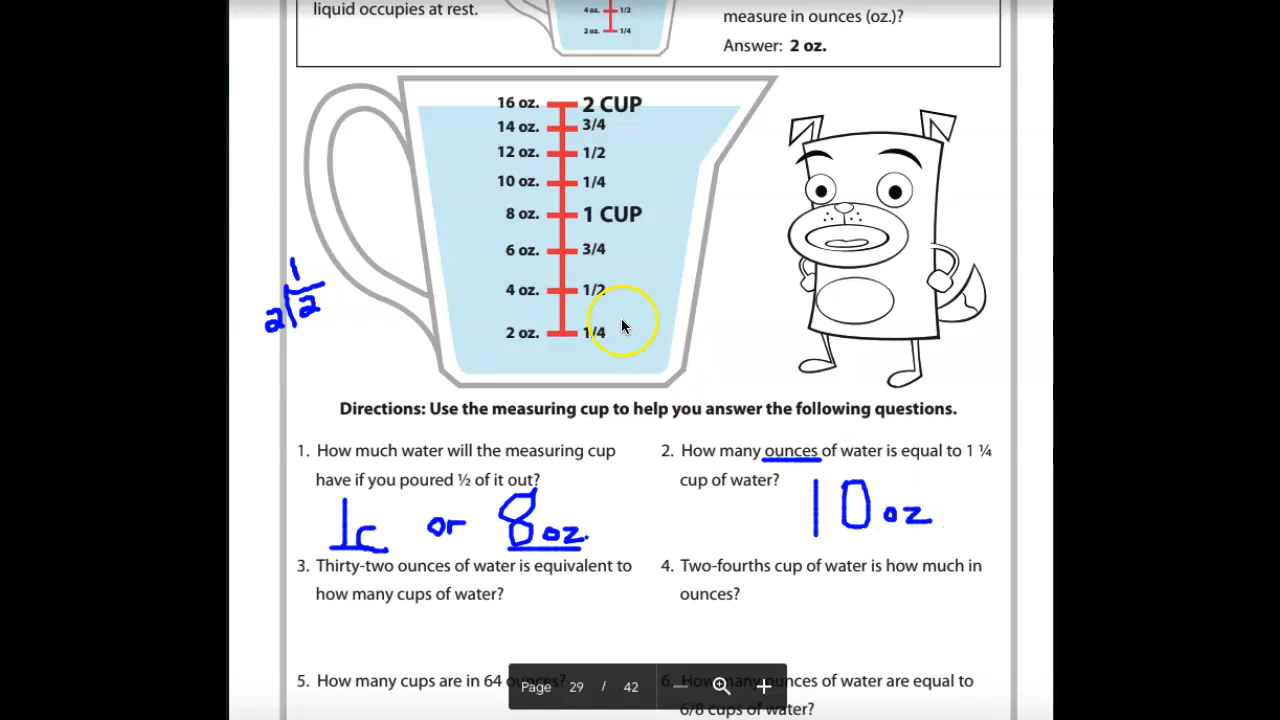 liquid occupies at rest.
4 oz. 1/2
2 oz. 1/4
measure in ounces (oz.)?
Answer: 2 oz.
16 oz. 2 CUP
14 oz. 3/4
12 oz. 1/2
10 oz. 1/4
8 oz. 1 CUP
6 oz. 3/4
4 oz. 1/2
2 oz. 1/4
1
2 2
Directions: Use the measuring cup to help you answer the following questions.
1. How much water will the measuring cup
have if you poured ½ of it out?
1c or 8 oz.
2. How many ounces of water is equal to 1 ¼
cup of water?
10 oz
3. Thirty-two ounces of water is equivalent to
how many cups of water?
4. Two-fourths cup of water is how much in
ounces?
5. How many cups are in 64 ounces?
6. How many ounces of water are equal to
6/8 cups of water?
Page 29 / 42